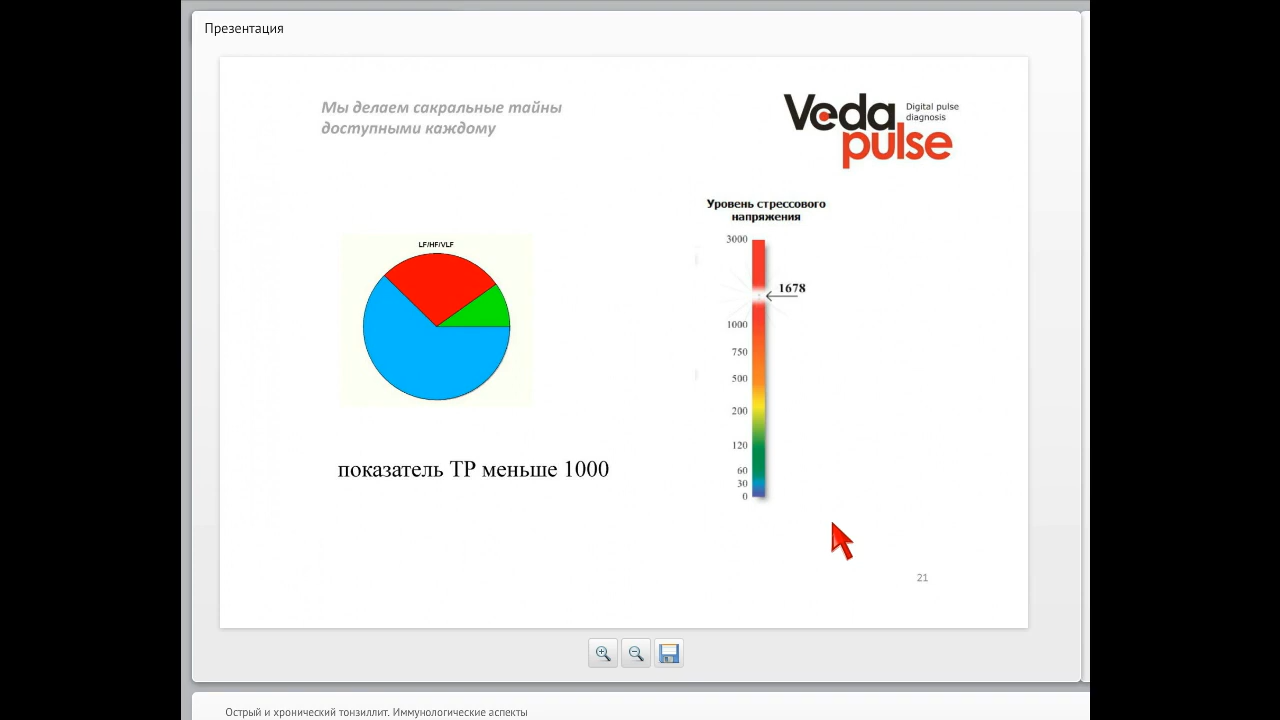 Презентация
Мы делаем сакральные тайны
доступными каждому
Veda
pulse
Digital pulse
diagnosis
Уровень стрессового
напряжения
LF/HF/VLF
3000
1678
1000
750
500
200
120
60
30
0
показатель TP меньше 1000
21
Острый и хронический тонзиллит. Иммунологические аспекты